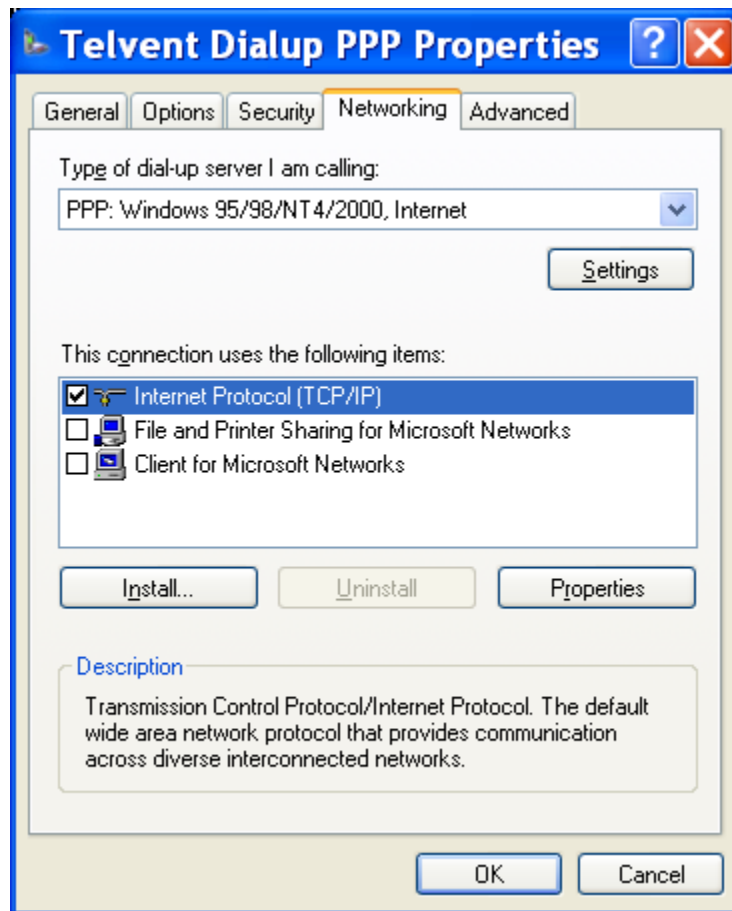 Telvent Dialup PPP Properties
General Options Security Networking Advanced
Type of dial-up server I am calling:
PPP: Windows 95/98/NT4/2000, Internet
Settings
This connection uses the following items:
Internet Protocol (TCP/IP)
File and Printer Sharing for Microsoft Networks
Client for Microsoft Networks
Install... Uninstall Properties
Description
Transmission Control Protocol/Internet Protocol. The default
wide area network protocol that provides communication
across diverse interconnected networks.
OK Cancel